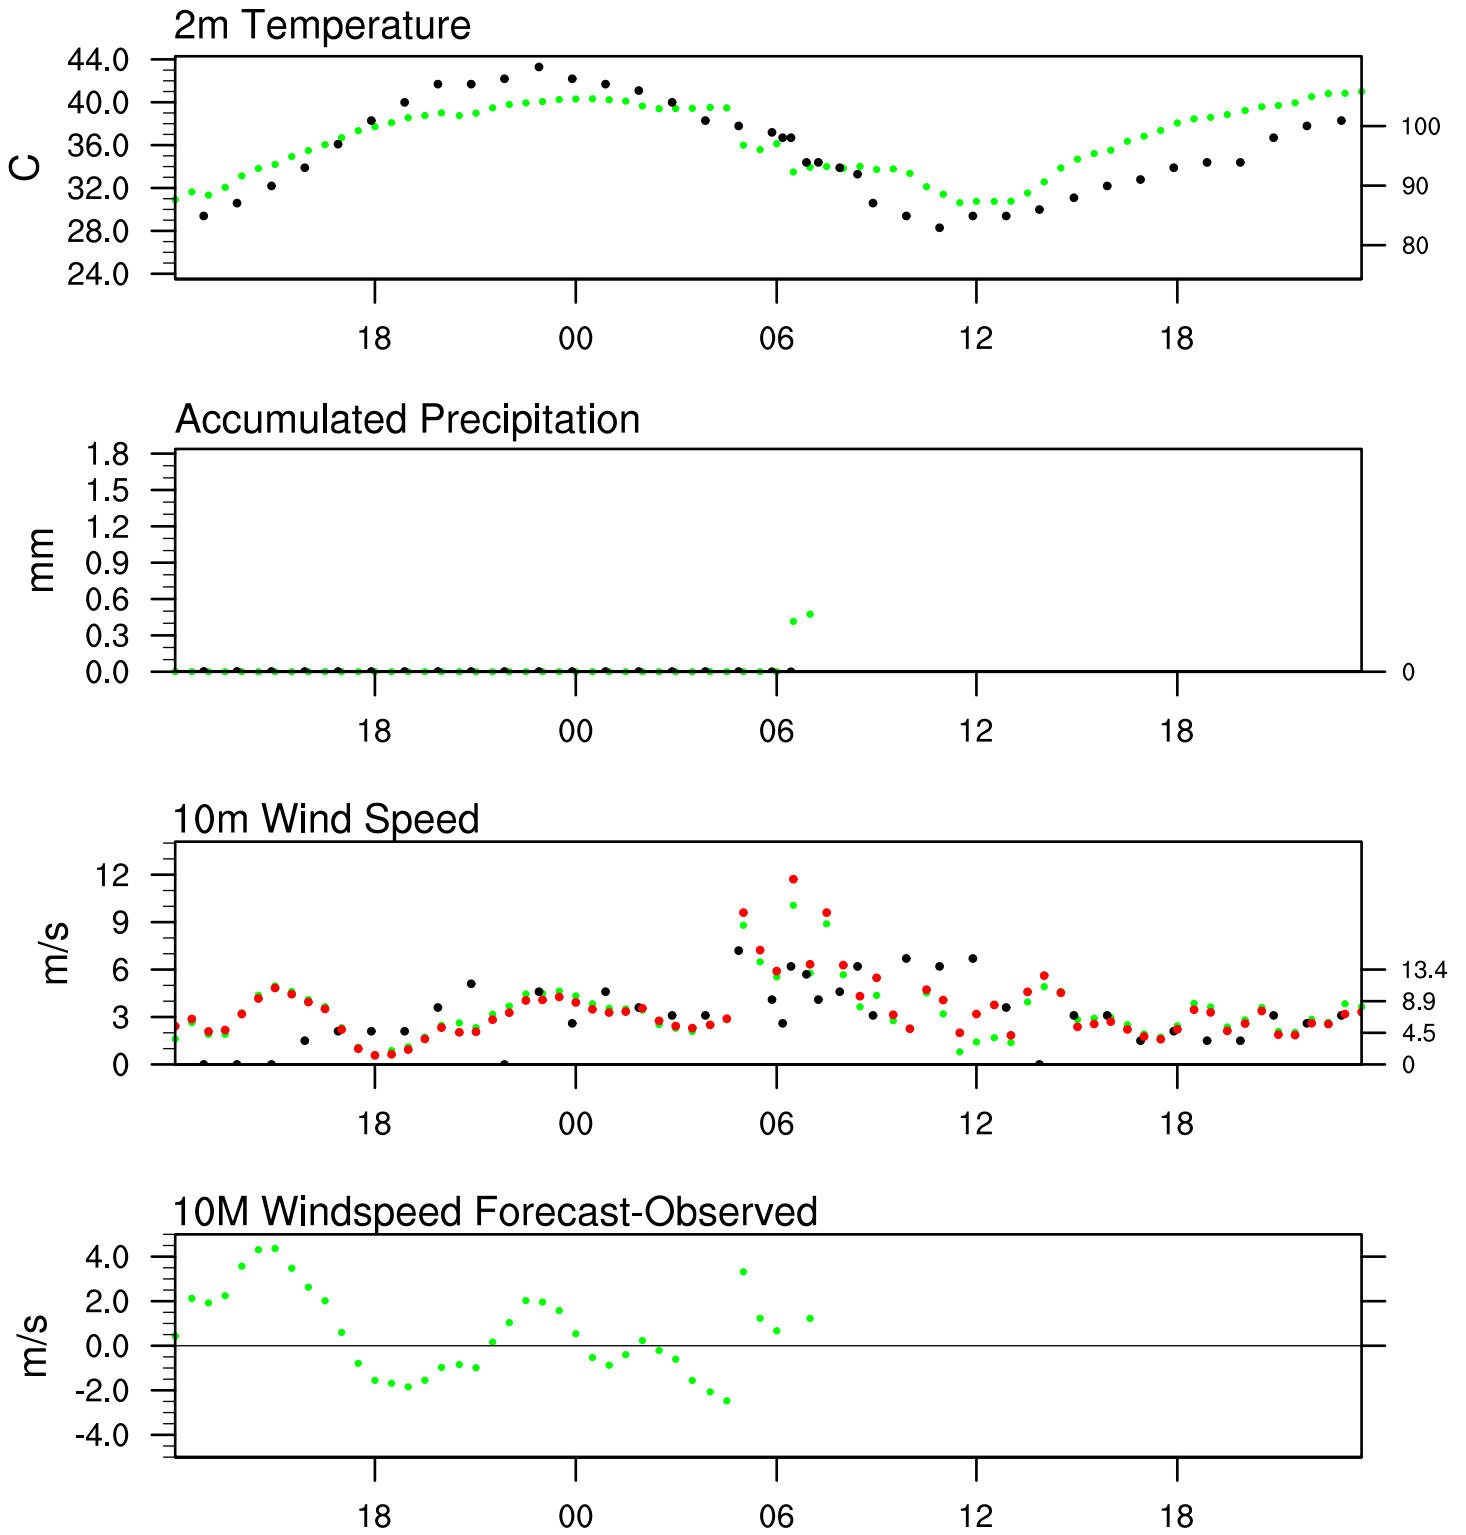 2m Temperature
44.0
40.0
36.0
32.0
28.0
24.0
C
100
90
80
18 00 06 12 18
Accumulated Precipitation
1.8
1.5
1.2
0.9
0.6
0.3
0.0
mm
0
18 00 06 12 18
10m Wind Speed
12
9
6
3
0
m/s
13.4
8.9
4.5
0
18 00 06 12 18
10M Windspeed Forecast-Observed
4.0
2.0
0.0
-2.0
-4.0
m/s
18 00 06 12 18